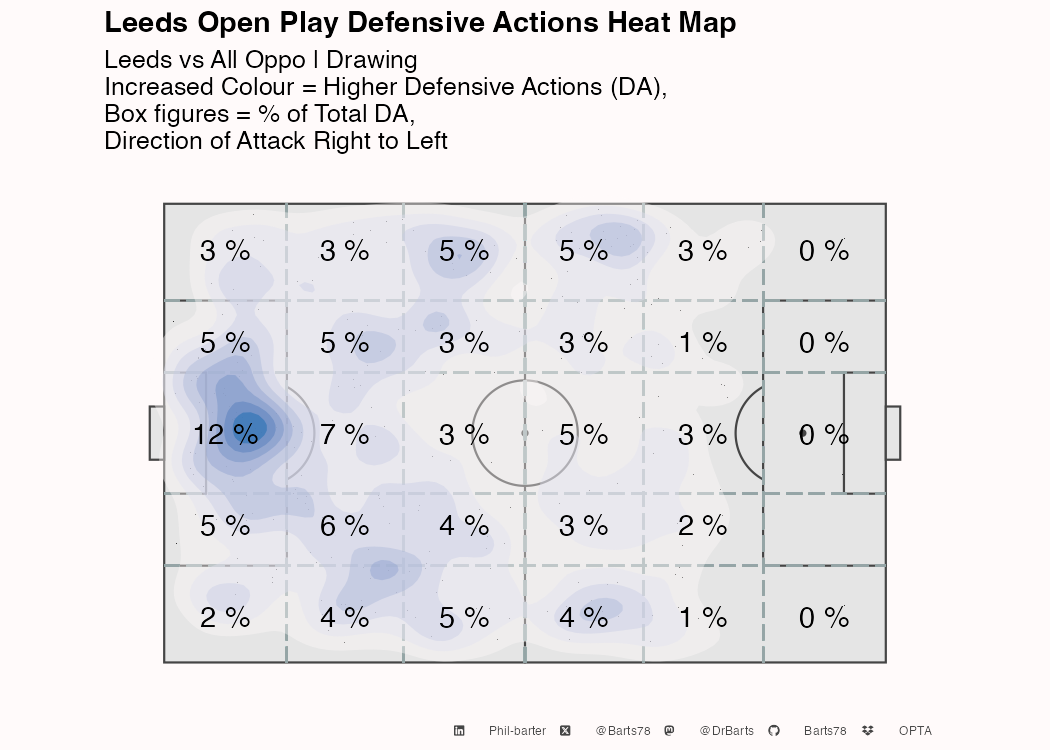 Leeds Open Play Defensive Actions Heat Map
Leeds vs All Oppo | Drawing
Increased Colour = Higher Defensive Actions (DA),
Box figures = % of Total DA,
Direction of Attack Right to Left
3 % 3 % 5 % 5 % 3 % 0 %
5 % 5 % 3 % 3 % 1 % 0 %
12 % 7 % 3 % 5 % 3 % 0 %
5 % 6 % 4 % 3 % 2 %
2 % 4 % 5 % 4 % 1 % 0 %
Phil-barter @Barts78 @DrBarts Barts78 OPTA